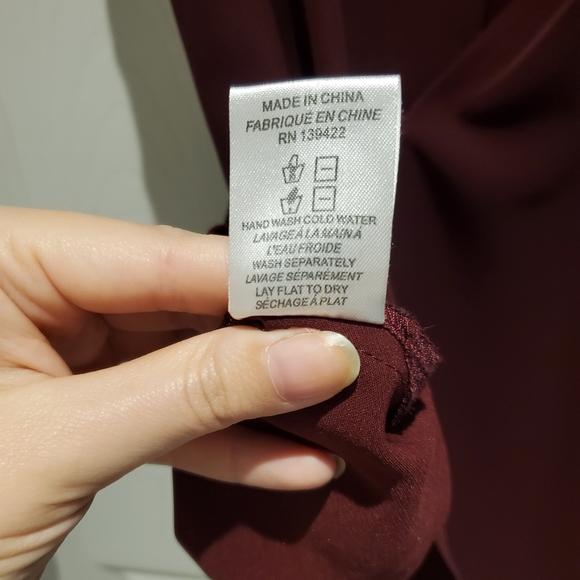 MADE IN CHINA
FABRIQUÉ EN CHINE
RN 139422
HAND WASH COLD WATER
LAVAGE À LA MAIN À
L'EAU FROIDE
WASH SEPARATELY
LAVAGE SÉPARÉMENT
LAY FLAT TO DRY
SÉCHAGE À PLAT